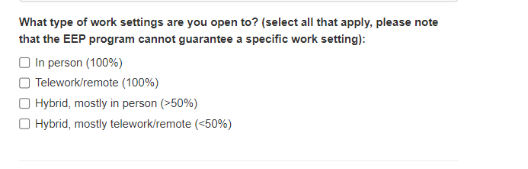 What type of work settings are you open to? (select all that apply, please note
that the EEP program cannot guarantee a specific work setting):
In person (100%)
Telework/remote (100%)
Hybrid, mostly in person (>50%)
Hybrid, mostly telework/remote (<50%)